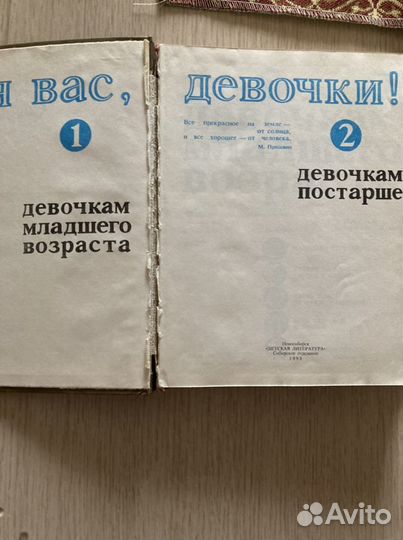 я вас, девочки!
1
девочкам
младшего
возраста
Все прекрасное на земле —
от солнца,
и все хорошее — от человека.
М. Пришвин
2
девочкам
постарше
Новосибирск
«ДЕТСКАЯ ЛИТЕРАТУРА»
Сибирское отделение
1993
Avito